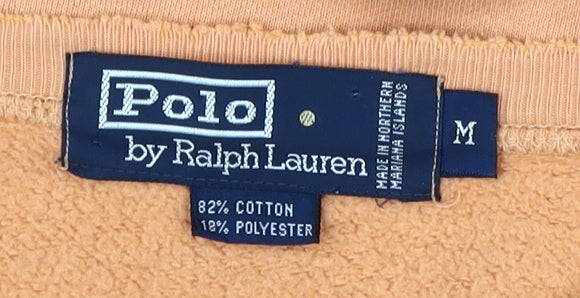 Polo
by Ralph Lauren
MADE IN NORTHERN
MARIANA ISLANDS
M
82% COTTON
18% POLYESTER